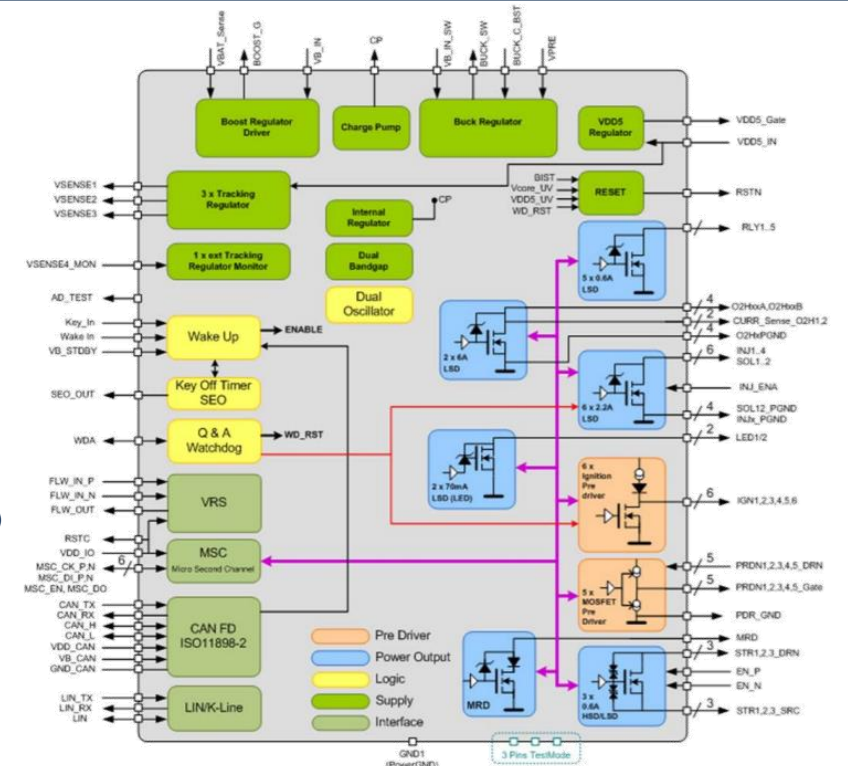 VBAT_Sense
BOOST_G
VB_IN
CP
VB_IN_SW
BUCK_SW
BUCK_C_BST
VPRE
Boost Regulator
Driver
Charge Pump
Buck Regulator
VDD5
Regulator
VDD5_Gate
VDD5_IN
VSENSE1
VSENSE2
VSENSE3
3 x Tracking
Regulator
Internal
Regulator
CP
BIST
Vcore_UV
VDD5_UV
WD_RST
RESET
RSTN
VSENSE4_MON
1 x ext Tracking
Regulator Monitor
Dual
Bandgap
5 x 0.6A
LSD
RLY1..5
AD_TEST
Dual
Oscillator
Key_In
Wake In
VB_STDBY
Wake Up
ENABLE
2 x 6A
LSD
4
O2HxxA,O2HxxB
2
CURR_Sense_O2H1,2
4
O2HxPGND
SEO_OUT
Key Off Timer
SEO
6 x 2.2A
LSD
6
INJ1..4
SOL1..2
INJ_ENA
4
SOL12_PGND
INJx_PGND
WDA
Q & A
Watchdog
WD_RST
2 x 70mA
LSD (LED)
2
LED1/2
FLW_IN_P
FLW_IN_N
FLW_OUT
VRS
6 x
Ignition
Pre
driver
6
IGN1,2,3,4,5,6
RSTC
VDD_IO
MSC_CK_P,N
MSC_DI_P,N
MSC_EN, MSC_DO
6
MSC
Micro Second Channel
5 x
MOSFET
Pre
Driver
5
PRDN1,2,3,4,5_DRN
5
PRDN1,2,3,4,5_Gate
PDR_GND
CAN_TX
CAN_RX
CAN_H
CAN_L
VDD_CAN
VB_CAN
GND_CAN
CAN FD
ISO11898-2
Pre Driver
Power Output
Logic
Supply
Interface
MRD
MRD
3
STR1,2,3_DRN
EN_P
EN_N
3 x
0.6A
HSD/LSD
3
STR1,2,3_SRC
LIN_TX
LIN_RX
LIN
LIN/K-Line
GND1
(PowerGND)
3 Pins TestMode